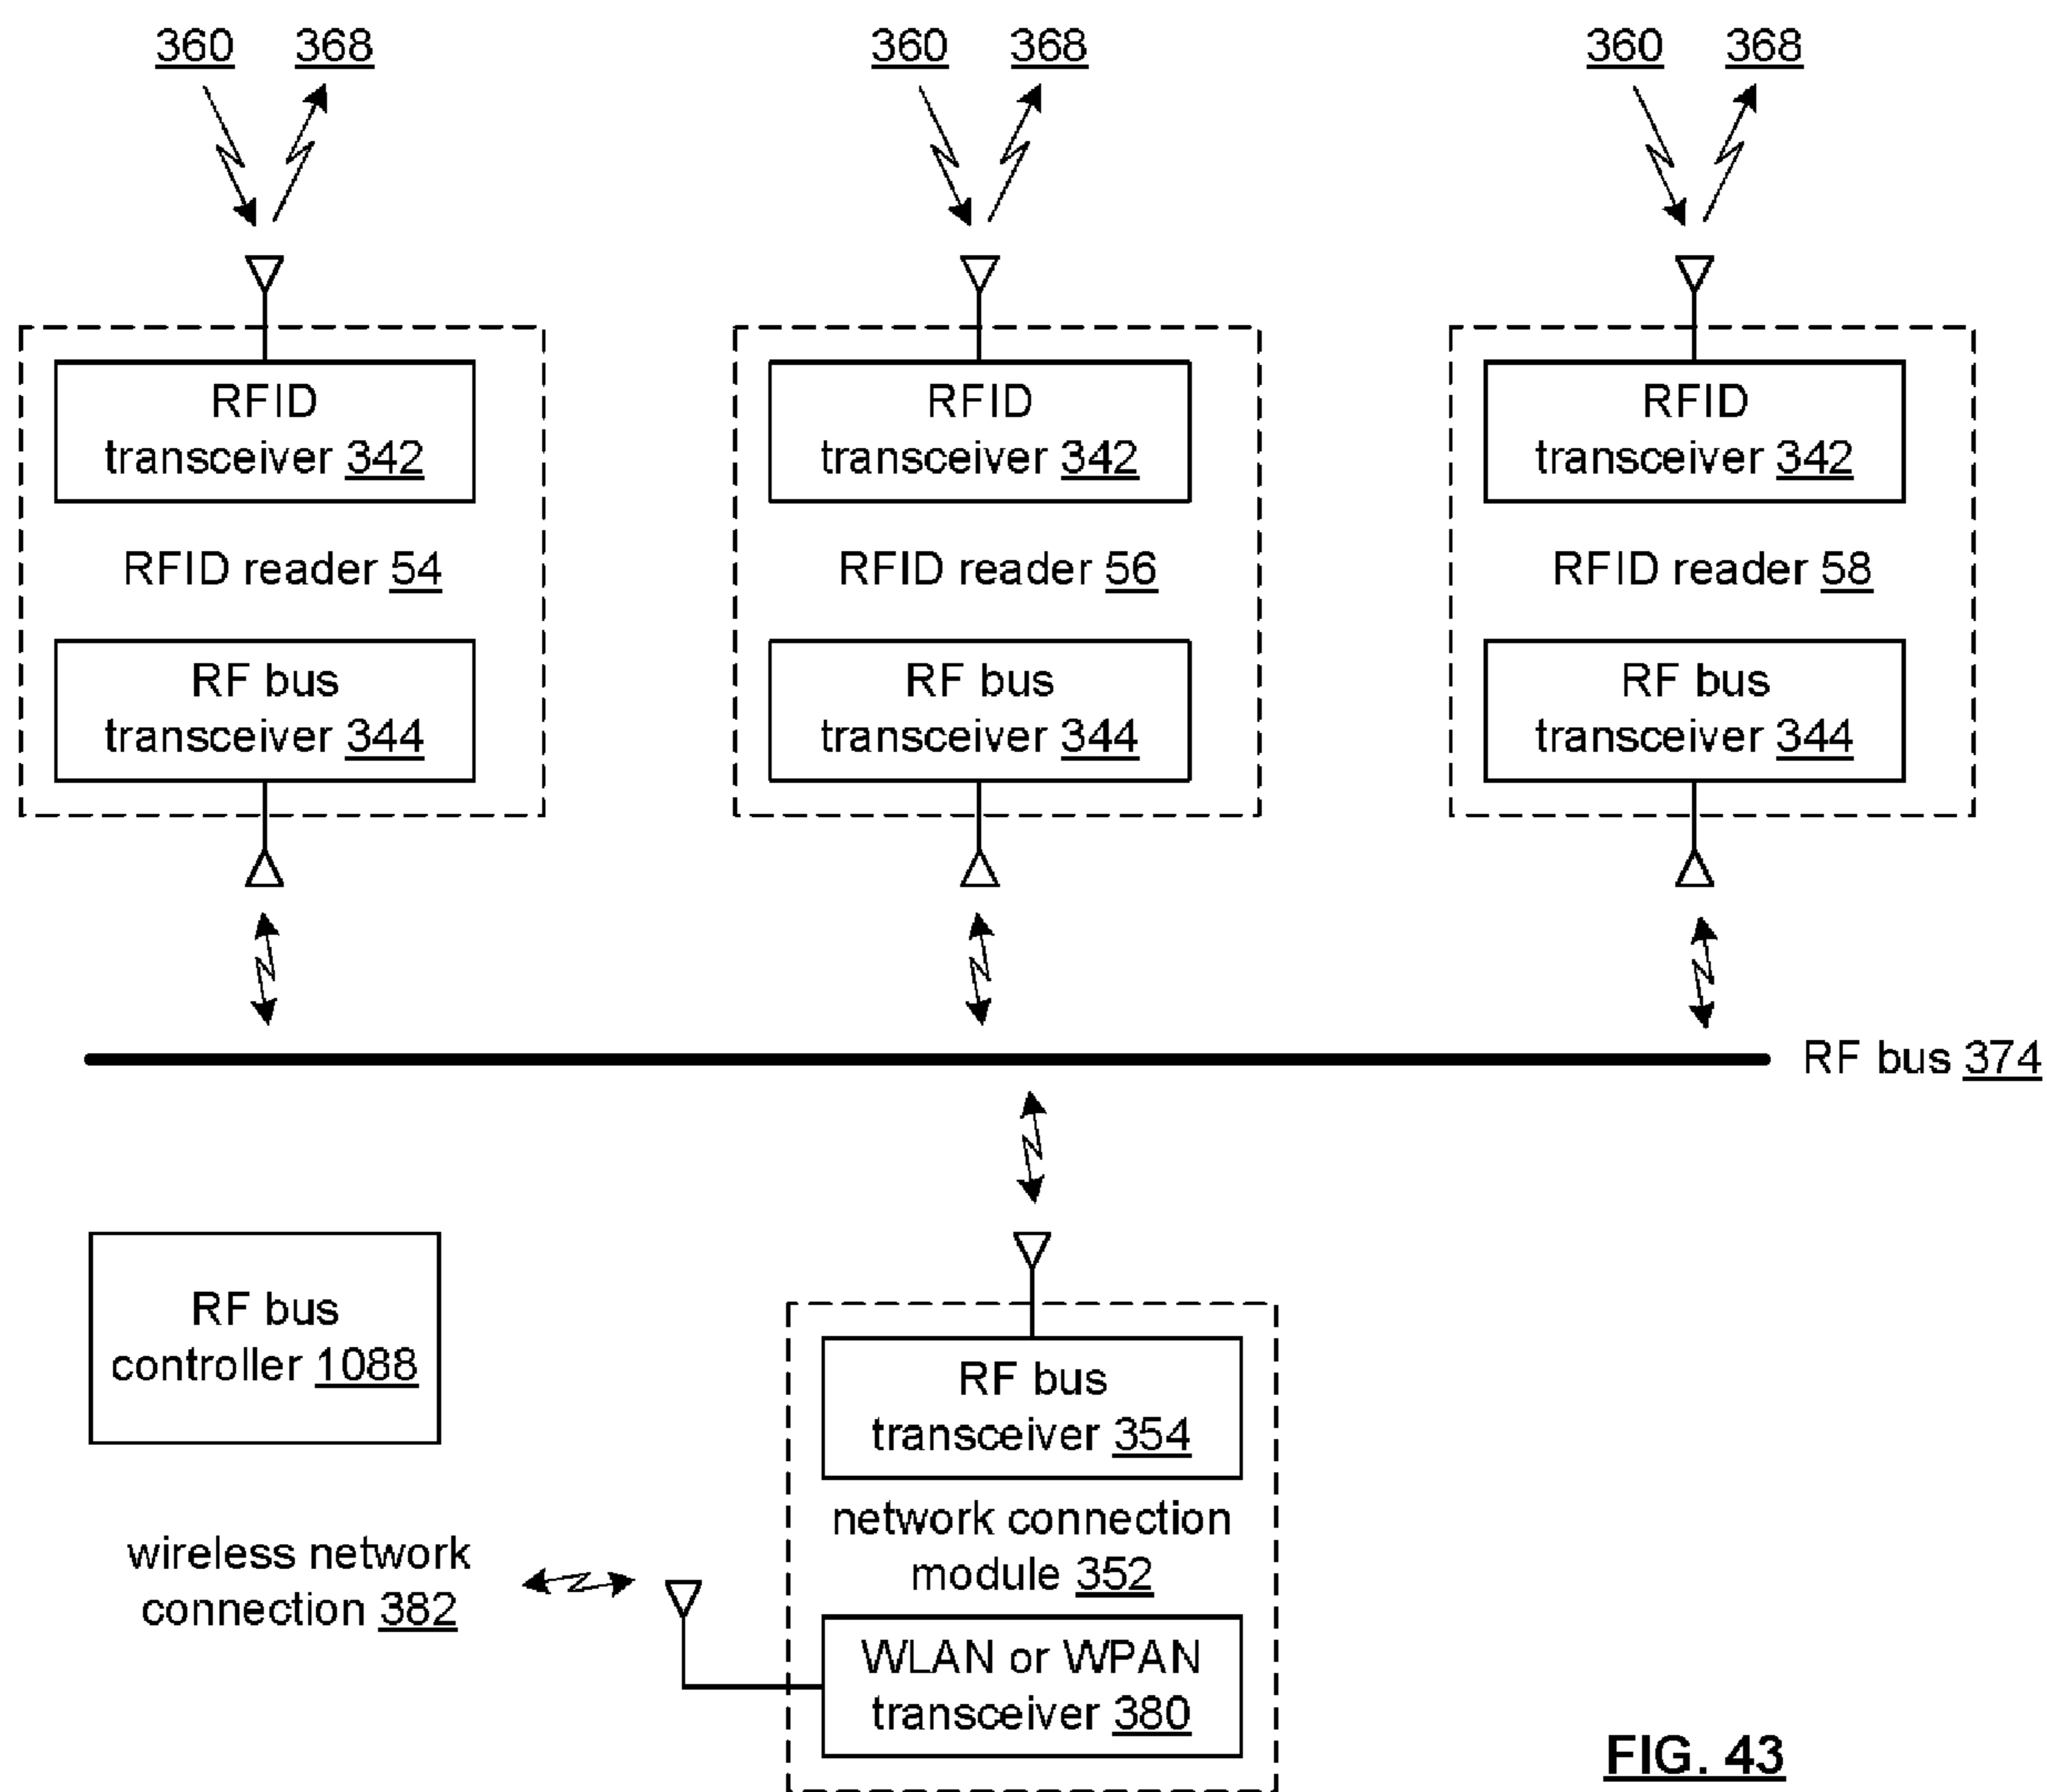 360 368 360 368 360 368
RFID
transceiver 342
RFID
transceiver 342
RFID
transceiver 342
RFID reader 54
RFID reader 56
RFID reader 58
RF bus
transceiver 344
RF bus
transceiver 344
RF bus
transceiver 344
RF bus 374
RF bus
controller 1088
RF bus
transceiver 354
network connection
module 352
wireless network
connection 382
WLAN or WPAN
transceiver 380
FIG. 43